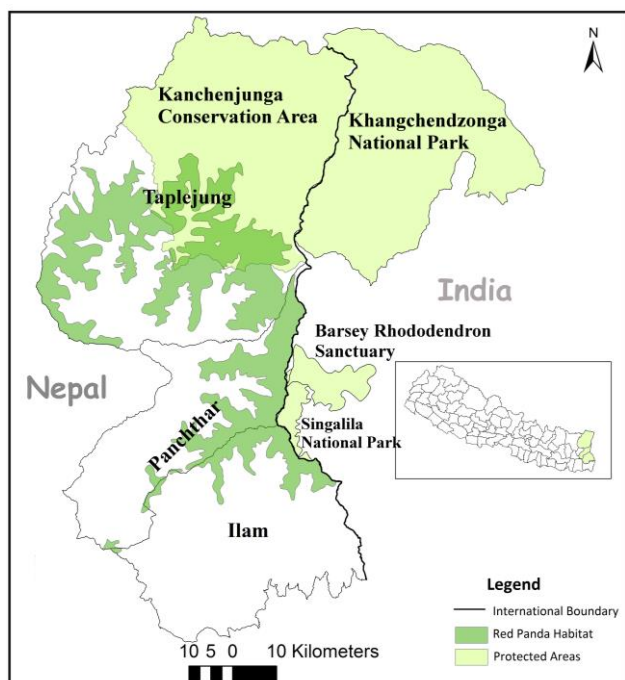 N
Kanchenjunga
Conservation Area
Khangchendzonga
National Park
Taplejung
India
Barsey Rhododendron
Sanctuary
Nepal
Panchthar
Singalila
National Park
Ilam
Legend
International Boundary
Red Panda Habitat
Protected Areas
10 5 0 10 Kilometers